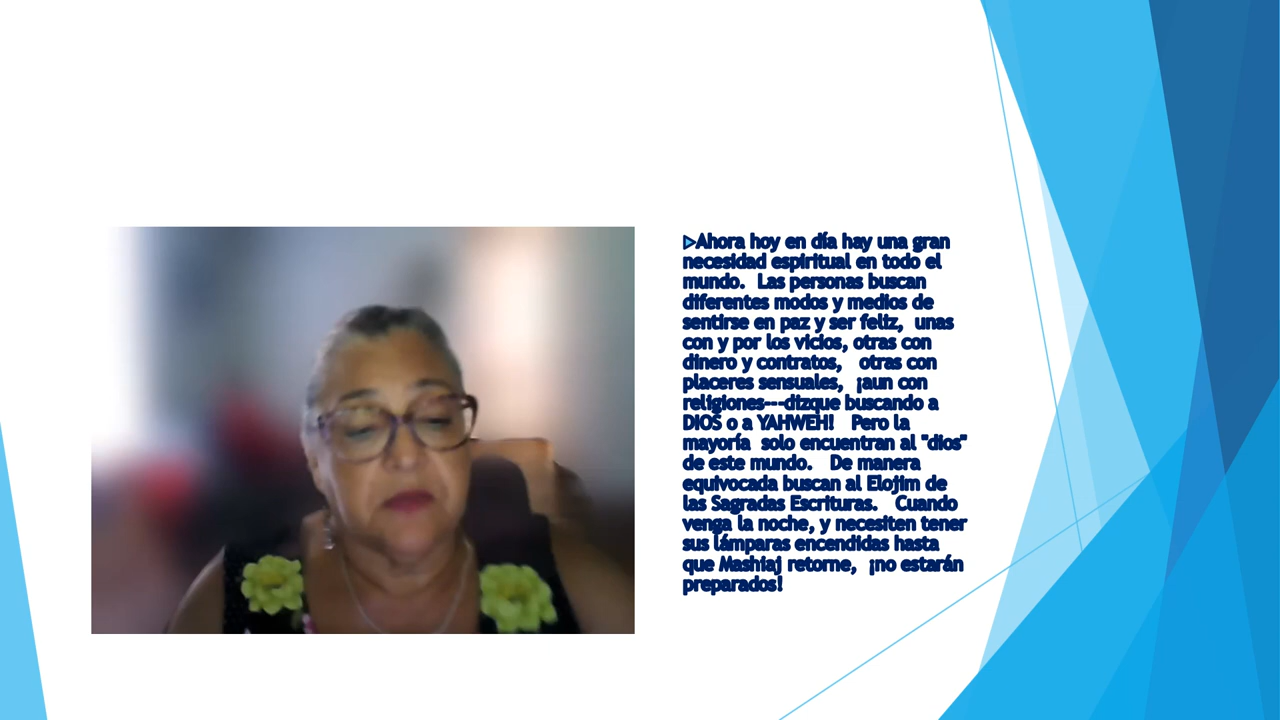 Ahora hoy en día hay una gran
necesidad espiritual en todo el
mundo. Las personas buscan
diferentes modos y medios de
sentirse en paz y ser feliz, unas
con y por los vicios, otras con
dinero y contratos, otras con
placeres sensuales, ¡aun con
religiones---dizque buscando a
DIOS o a YAHWEH! Pero la
mayoría solo encuentran al "dios"
de este mundo. De manera
equivocada buscan al Elojim de
las Sagradas Escrituras. Cuando
venga la noche, y necesiten tener
sus lámparas encendidas hasta
que Mashiaj retorne, ¡no estarán
preparados!